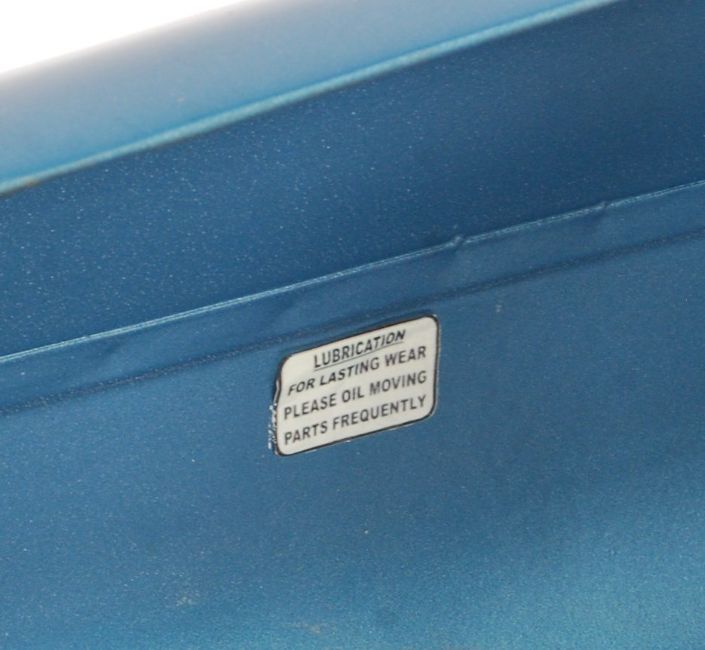 LUBRICATION
FOR LASTING WEAR
PLEASE OIL MOVING
PARTS FREQUENTLY